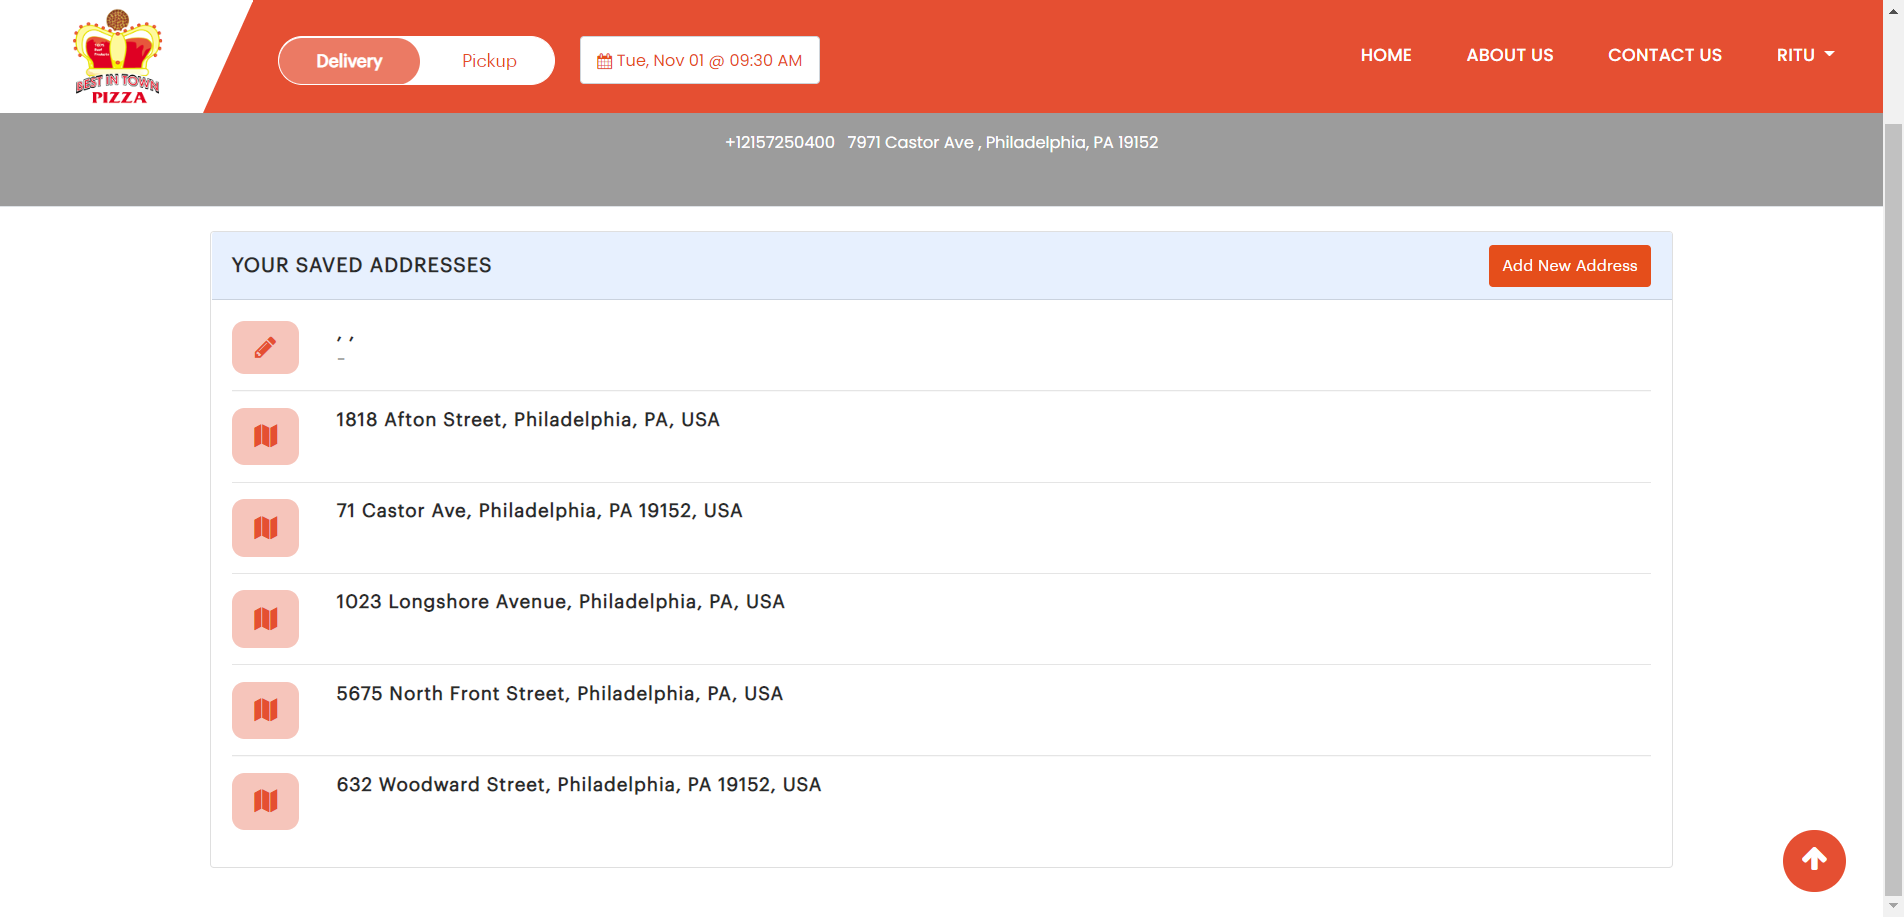 BEST IN TOWN
PIZZA
Delivery
Pickup
Tue, Nov 01 @ 09:30 AM
HOME
ABOUT US
CONTACT US
RITU
+12157250400 7971 Castor Ave , Philadelphia, PA 19152
YOUR SAVED ADDRESSES
Add New Address
, ,
-
1818 Afton Street, Philadelphia, PA, USA
71 Castor Ave, Philadelphia, PA 19152, USA
1023 Longshore Avenue, Philadelphia, PA, USA
5675 North Front Street, Philadelphia, PA, USA
632 Woodward Street, Philadelphia, PA 19152, USA